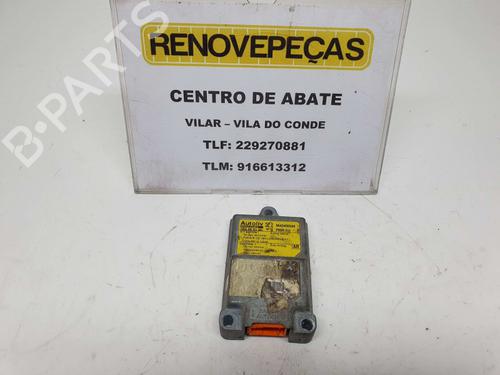 RENOVEPEÇAS
CENTRO DE ABATE
VILAR – VILA DO CONDE
TLF: 229270881
TLM: 916613312
B-PARTS
Autoliv